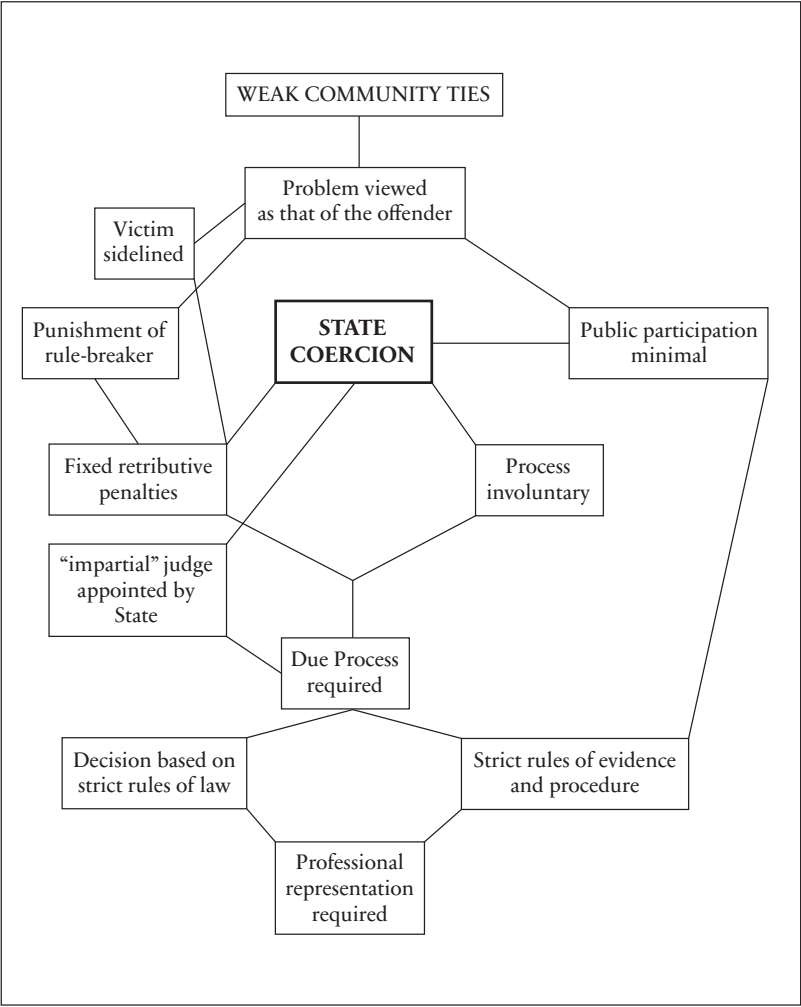 WEAK COMMUNITY TIES
Problem viewed
as that of the offender
Victim
sidelined
Punishment of
rule-breaker
STATE
COERCION
Public participation
minimal
Fixed retributive
penalties
Process
involuntary
“impartial” judge
appointed by
State
Due Process
required
Decision based on
strict rules of law
Strict rules of evidence
and procedure
Professional
representation
required